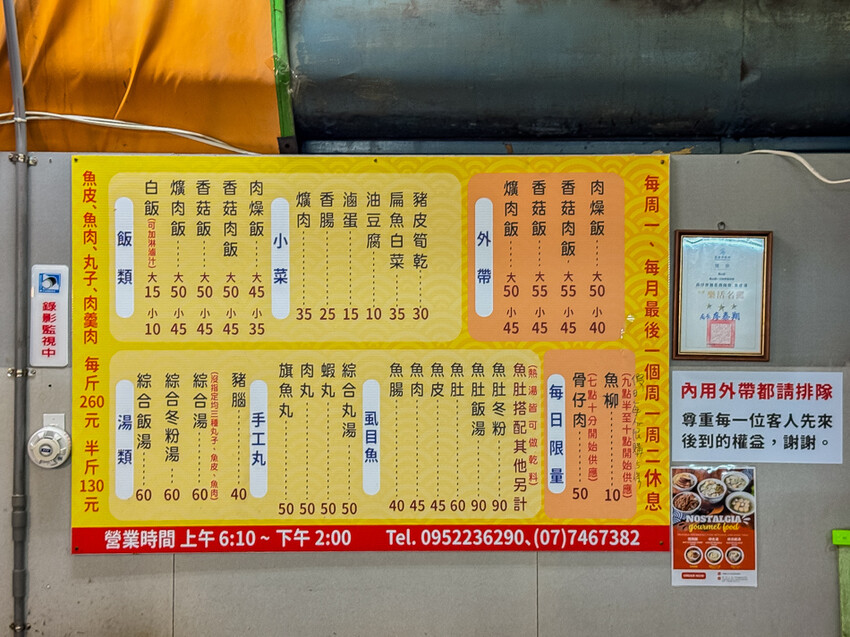 魚皮、魚肉、丸子、肉羹肉 每斤260元 半斤130元
飯類
白飯(可加淋滷汁) 大15 小10
爌肉飯 大50 小45
香菇飯 大50 小45
香菇肉飯 大50 小45
肉燥飯 大45 小35
小菜
爌肉 35
香腸 25
滷蛋 15
油豆腐 10
扁魚白菜 35
豬皮筍乾 30
外帶
爌肉飯 大50 小45
香菇飯 大55 小45
香菇肉飯 大55 小45
肉燥飯 大50 小40
每周一、每月最後一個周一周二休息
湯類
綜合飯湯 60
綜合冬粉湯 60
綜合湯 60
(沒指定均三種丸子、魚皮、魚肉)
豬腦 40
手工丸
旗魚丸 50
肉丸 50
蝦丸 50
綜合丸湯 50
虱目魚
魚腸 40
魚肉 45
魚皮 45
魚肚 60
魚肚飯湯 90
魚肚冬粉 90
魚肚搭配其他另計
(熱湯皆可做乾料)
每日限量
骨仔肉 50
(七點十分開始供應)
魚柳 10
(九點半至十點開始供應)
營業時間 上午 6:10 ~ 下午 2:00 Tel. 0952236290、(07)7467382
錄影監視中
內用外帶都請排隊
尊重每一位客人先來
後到的權益，謝謝。
NOSTALGIA
gourmet food